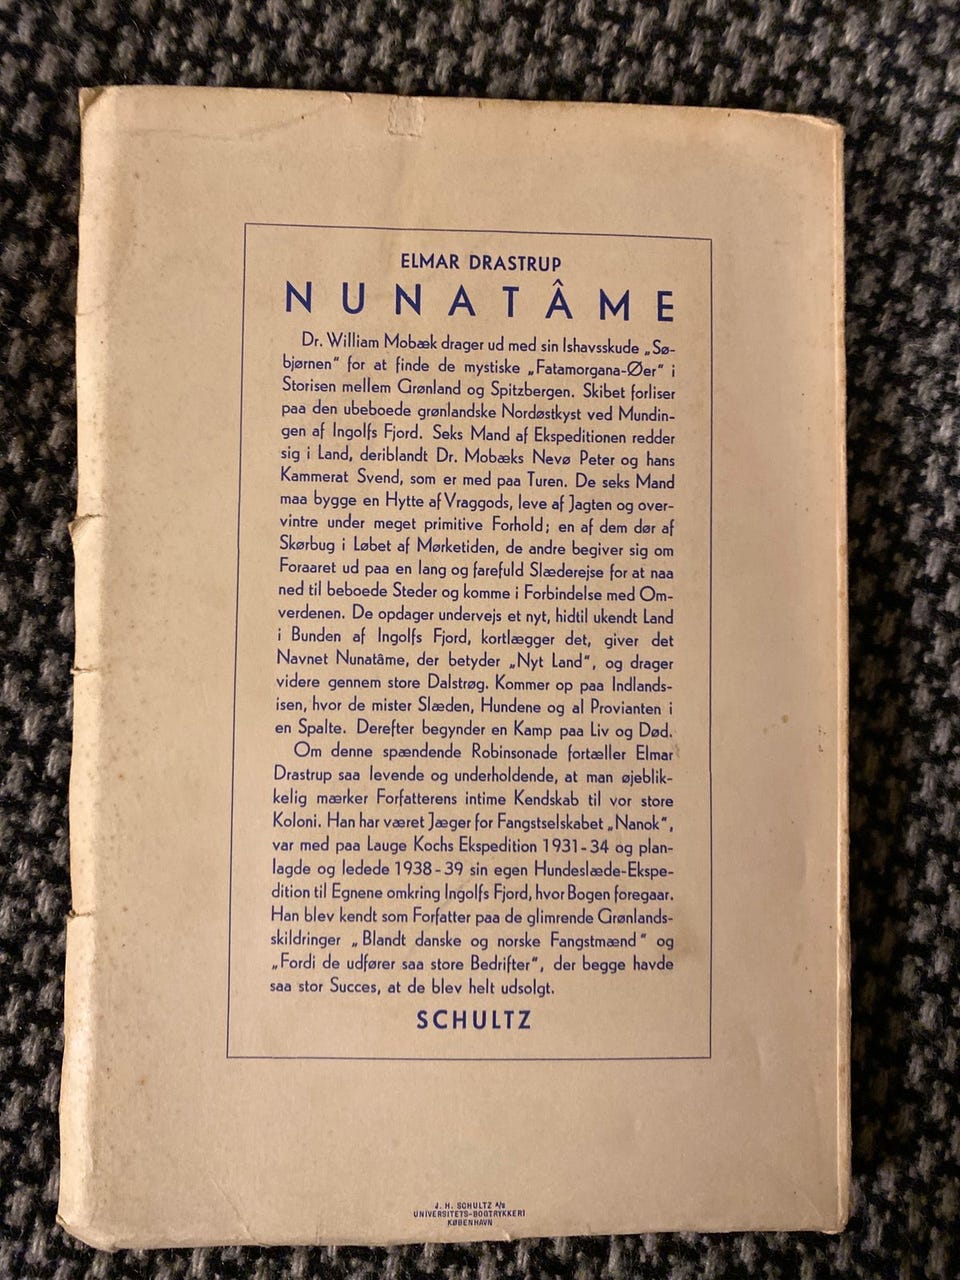 ELMAR DRASTRUP
NUNATÂME
Dr. William Mobæk drager ud med sin Ishavsskude „Sø-
bjørnen“ for at finde de mystiske „Fatamorgana-Øer“ i
Storisen mellem Grønland og Spitzbergen. Skibet forliser
paa den ubeboede grønlandske Nordøstkyst ved Mundin-
gen af Ingolfs Fjord. Seks Mand af Ekspeditionen redder
sig i Land, deriblandt Dr. Mobæks Nevø Peter og hans
Kammerat Svend, som er med paa Turen. De seks Mand
maa bygge en Hytte af Vraggods, leve af Jagten og over-
vintre under meget primitive Forhold; en af dem dør af
Skørbug i Løbet af Mørketiden, de andre begiver sig om
Foraaret ud paa en lang og farefuld Slæderejse for at naa
ned til beboede Steder og komme i Forbindelse med Om-
verdenen. De opdager undervejs et nyt, hidtil ukendt Land
i Bunden af Ingolfs Fjord, kortlægger det, giver det
Navnet Nunatâme, der betyder „Nyt Land“, og drager
videre gennem store Dalstrøg. Kommer op paa Indlands-
isen, hvor de mister Slæden, Hundene og al Provianten i
en Spalte. Derefter begynder en Kamp paa Liv og Død.
Om denne spændende Robinsonade fortæller Elmar
Drastrup saa levende og underholdende, at man øjeblik-
kelig mærker Forfatterens intime Kendskab til vor store
Koloni. Han har været Jæger for Fangstselskabet „Nanok“,
var med paa Lauge Kochs Ekspedition 1931-34 og plan-
lagde og ledede 1938-39 sin egen Hundeslæde-Ekspe-
dition til Egnene omkring Ingolfs Fjord, hvor Bogen foregaar.
Han blev kendt som Forfatter paa de glimrende Grønlands-
skildringer „Blandt danske og norske Fangstmænd“ og
„Fordi de udfører saa store Bedrifter“, der begge havde
saa stor Succes, at de blev helt udsolgt.
SCHULTZ
J. H. SCHULTZ A/S
UNIVERSITETS-BOGTRYKKERI
KØBENHAVN